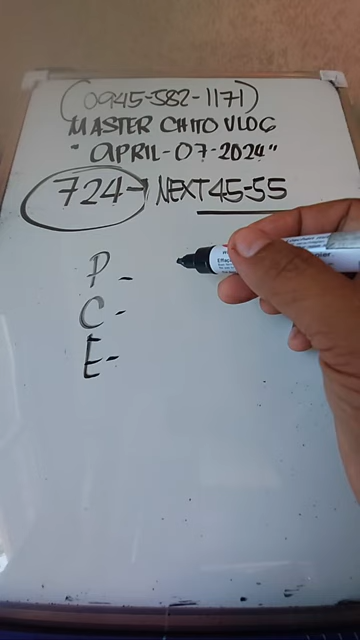 (0945-582-1171)
MASTER CHITO VLOG
"APRIL-07-2024"
724→ NEXT 45-55
P-
C-
E-